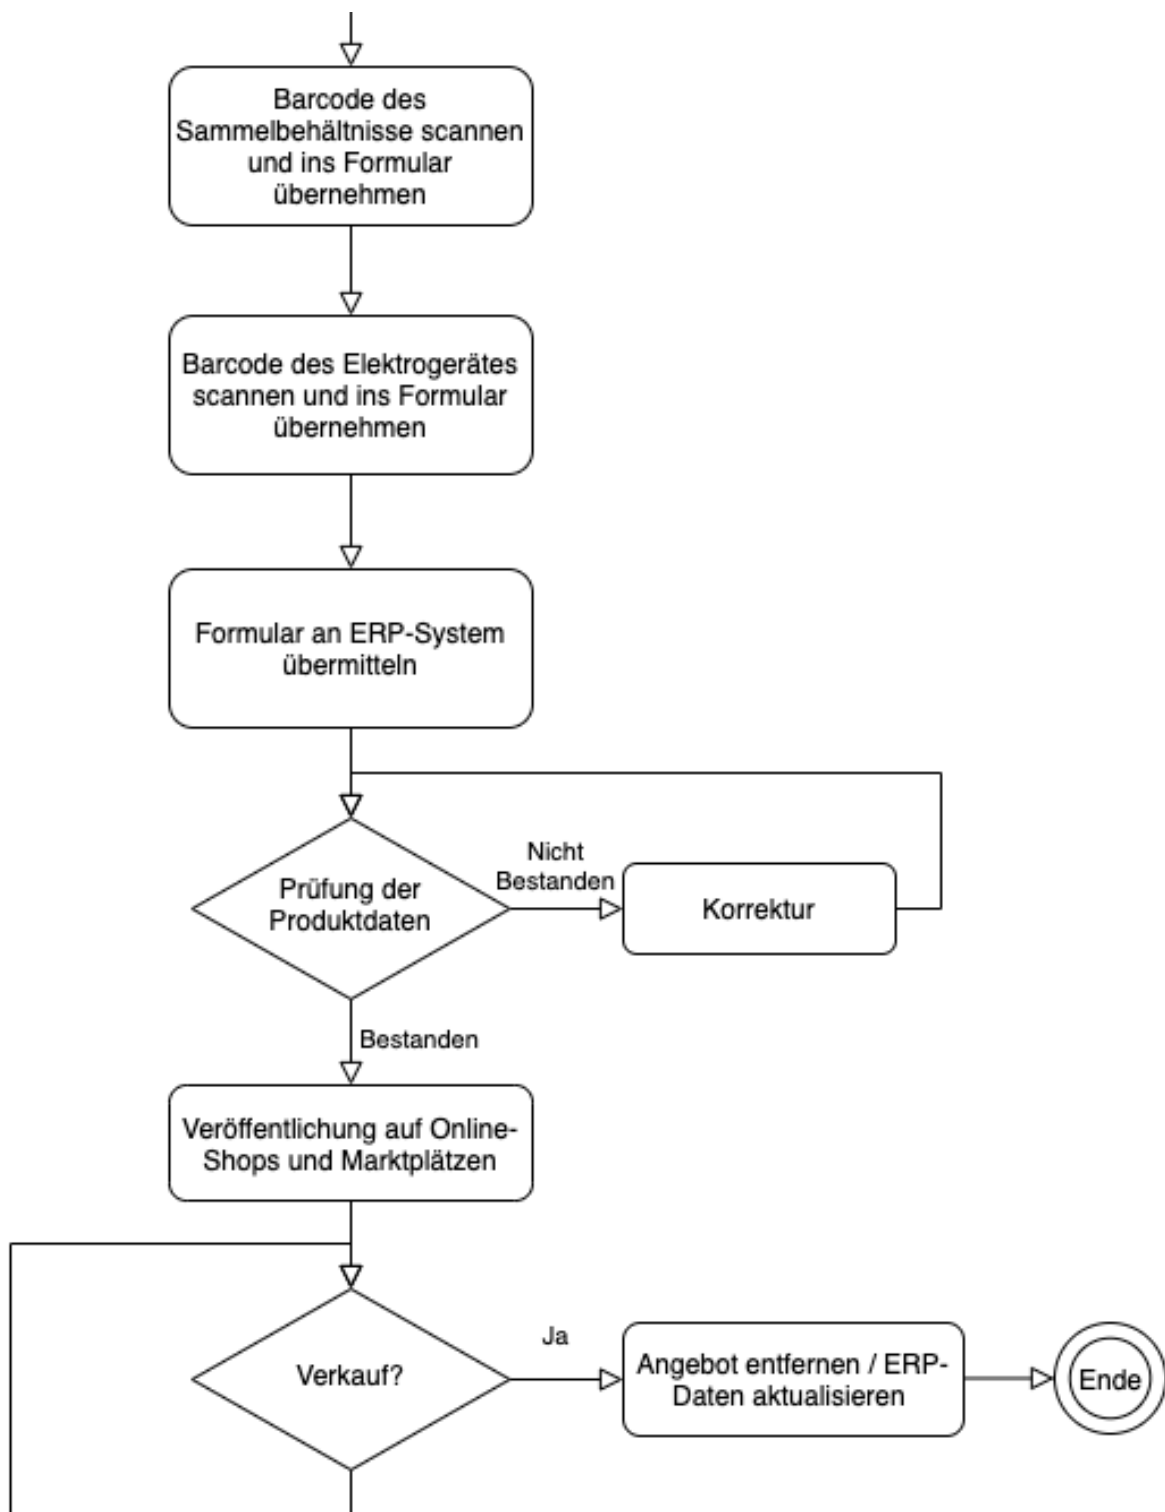 Barcode des
Sammelbehältnisse scannen
und ins Formular
übernehmen
Barcode des Elektrogerätes
scannen und ins Formular
übernehmen
Formular an ERP-System
übermitteln
Prüfung der
Produktdaten
Nicht
Bestanden
Korrektur
Bestanden
Veröffentlichung auf Online-
Shops und Marktplätzen
Verkauf?
Ja
Angebot entfernen / ERP-
Daten aktualisieren
Ende